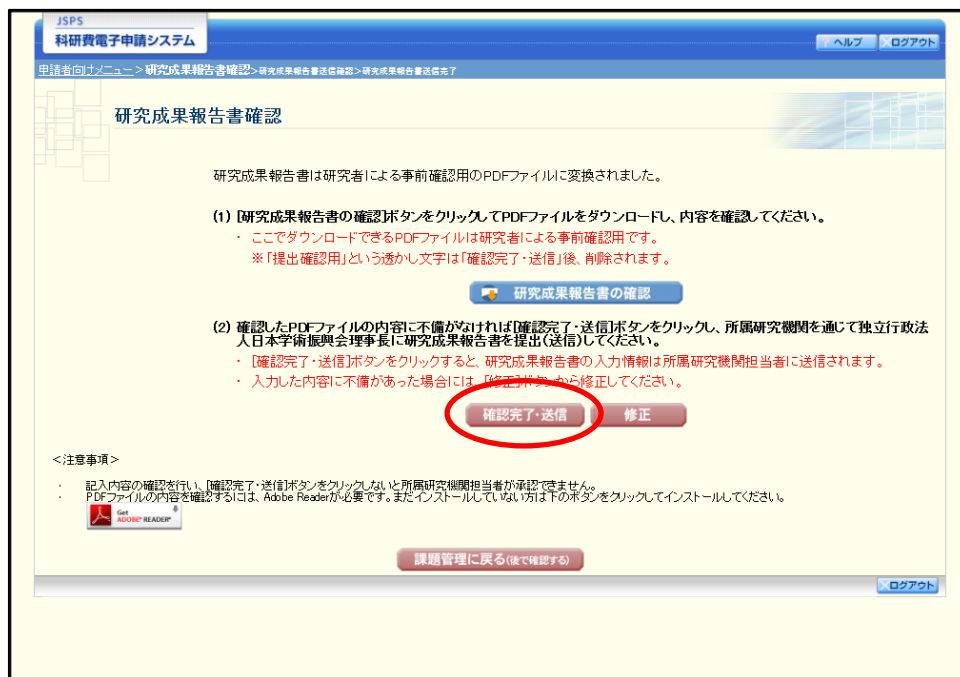 JSPS
科研費電子申請システム
ヘルプ
ログアウト
申請者向けメニュー>研究成果報告書確認>研究成果報告書送信確認>研究成果報告書送信完了
研究成果報告書確認
研究成果報告書は研究者による事前確認用のPDFファイルに変換されました。
(1) [研究成果報告書の確認]ボタンをクリックしてPDFファイルをダウンロードし、内容を確認してください。
・ ここでダウンロードできるPDFファイルは研究者による事前確認用です。
※「提出確認用」という透かし文字は「確認完了・送信」後、削除されます。
研究成果報告書の確認
(2) 確認したPDFファイルの内容に不備がなければ[確認完了・送信]ボタンをクリックし、所属研究機関を通じて独立行政法
人日本学術振興会理事長に研究成果報告書を提出(送信)してください。
・ [確認完了・送信]ボタンをクリックすると、研究成果報告書の入力情報は所属研究機関担当者に送信されます。
・ 入力した内容に不備があった場合には、[修正]ボタンから修正してください。
確認完了・送信
修正
<注意事項>
・ 記入内容の確認を行い、[確認完了・送信]ボタンをクリックしないと所属研究機関担当者が承認できません。
・ PDFファイルの内容を確認するには、Adobe Readerが必要です。まだインストールしていない方は下のボタンをクリックしてインストールしてください。
Get
ADOBE® READER®
課題管理に戻る(後で確認する)
ログアウト